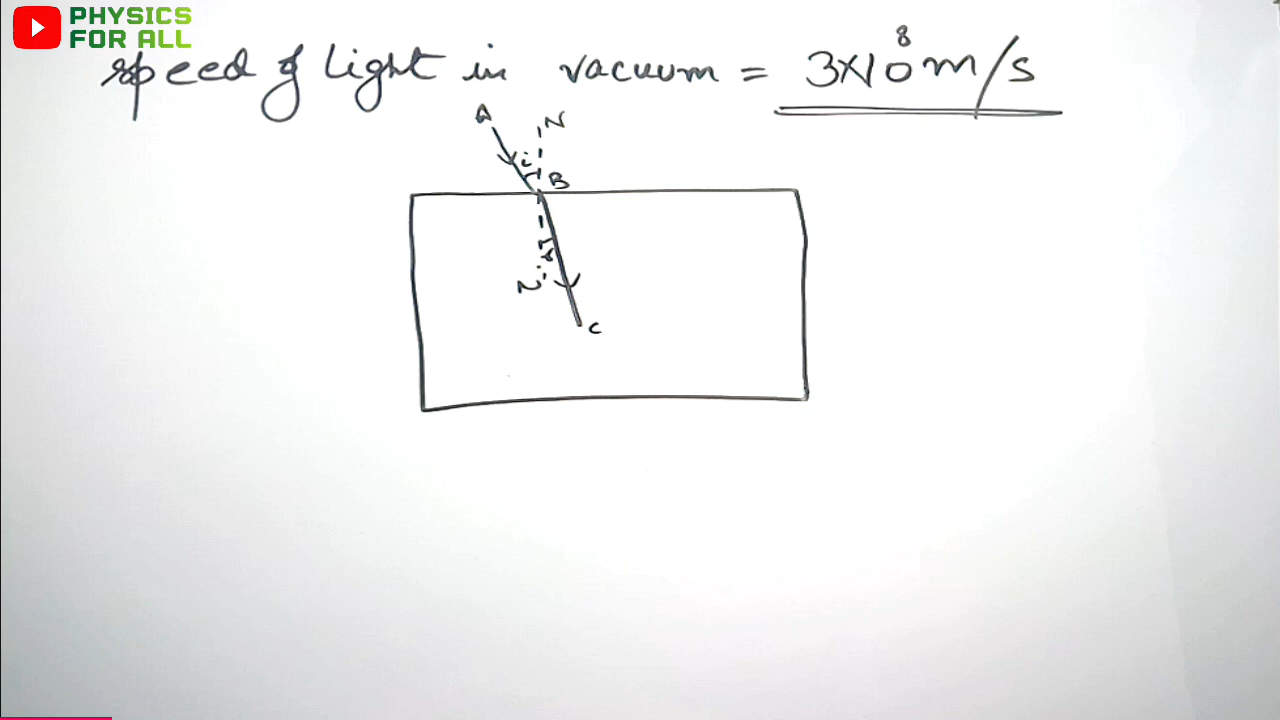 PHYSICS
FOR ALL
speed of light in vacuum = 3×10⁸ m/s
A
N
i
B
r
N
C